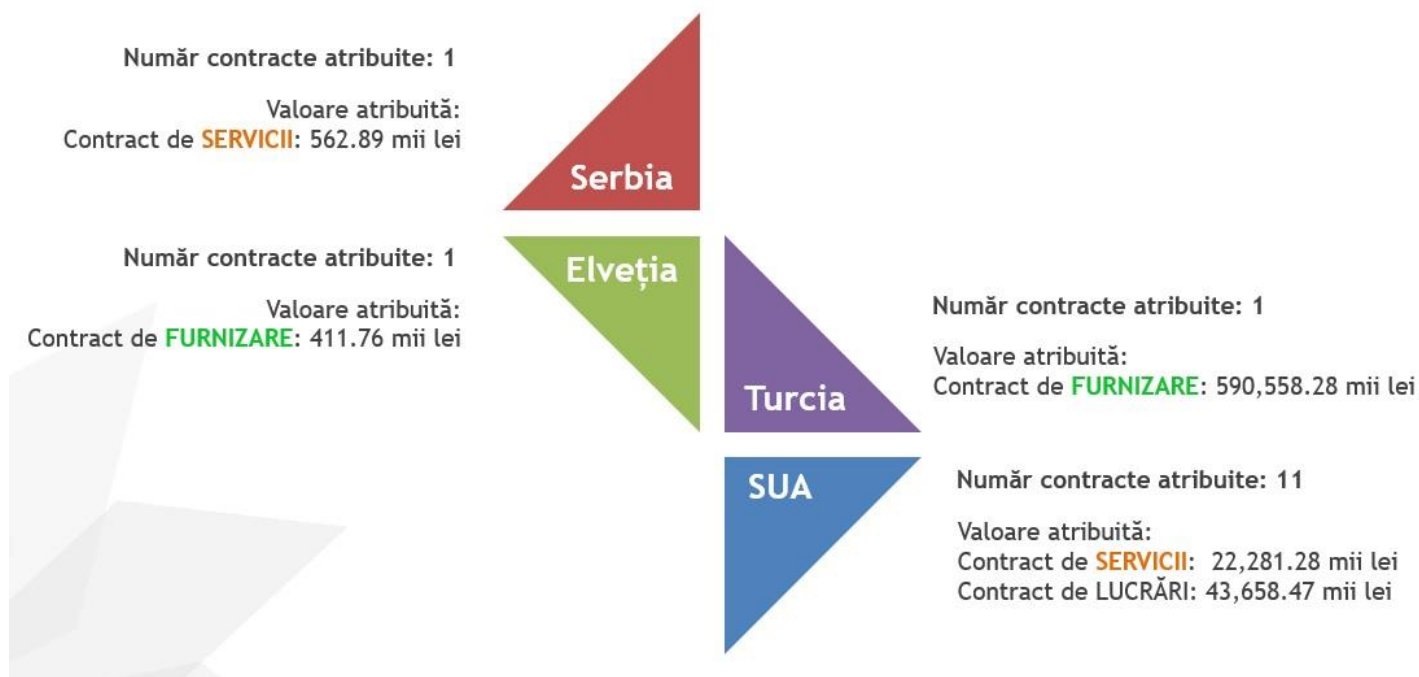 Număr contracte atribuite: 1
Valoare atribuită:
Contract de SERVICII: 562.89 mii lei
Serbia
Număr contracte atribuite: 1
Valoare atribuită:
Contract de FURNIZARE: 411.76 mii lei
Elveția
Turcia
Număr contracte atribuite: 1
Valoare atribuită:
Contract de FURNIZARE: 590,558.28 mii lei
SUA
Număr contracte atribuite: 11
Valoare atribuită:
Contract de SERVICII: 22,281.28 mii lei
Contract de LUCRĂRI: 43,658.47 mii lei